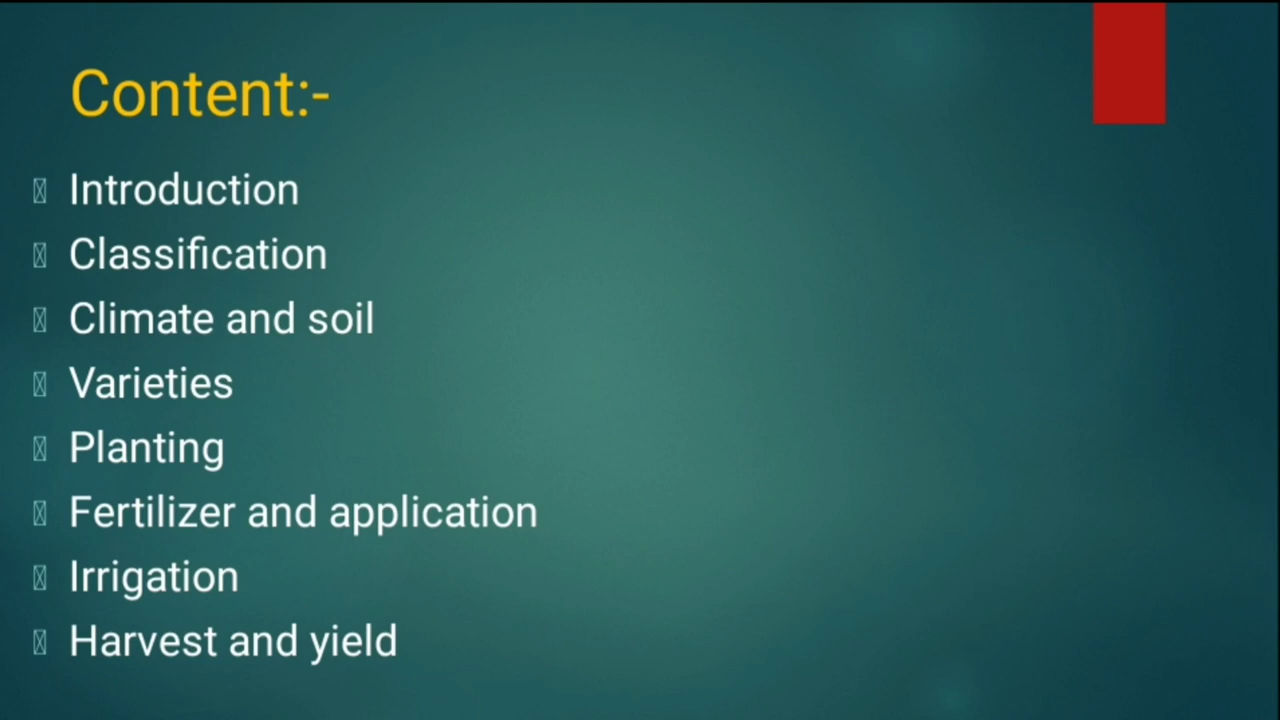 Content:-
Introduction
Classification
Climate and soil
Varieties
Planting
Fertilizer and application
Irrigation
Harvest and yield